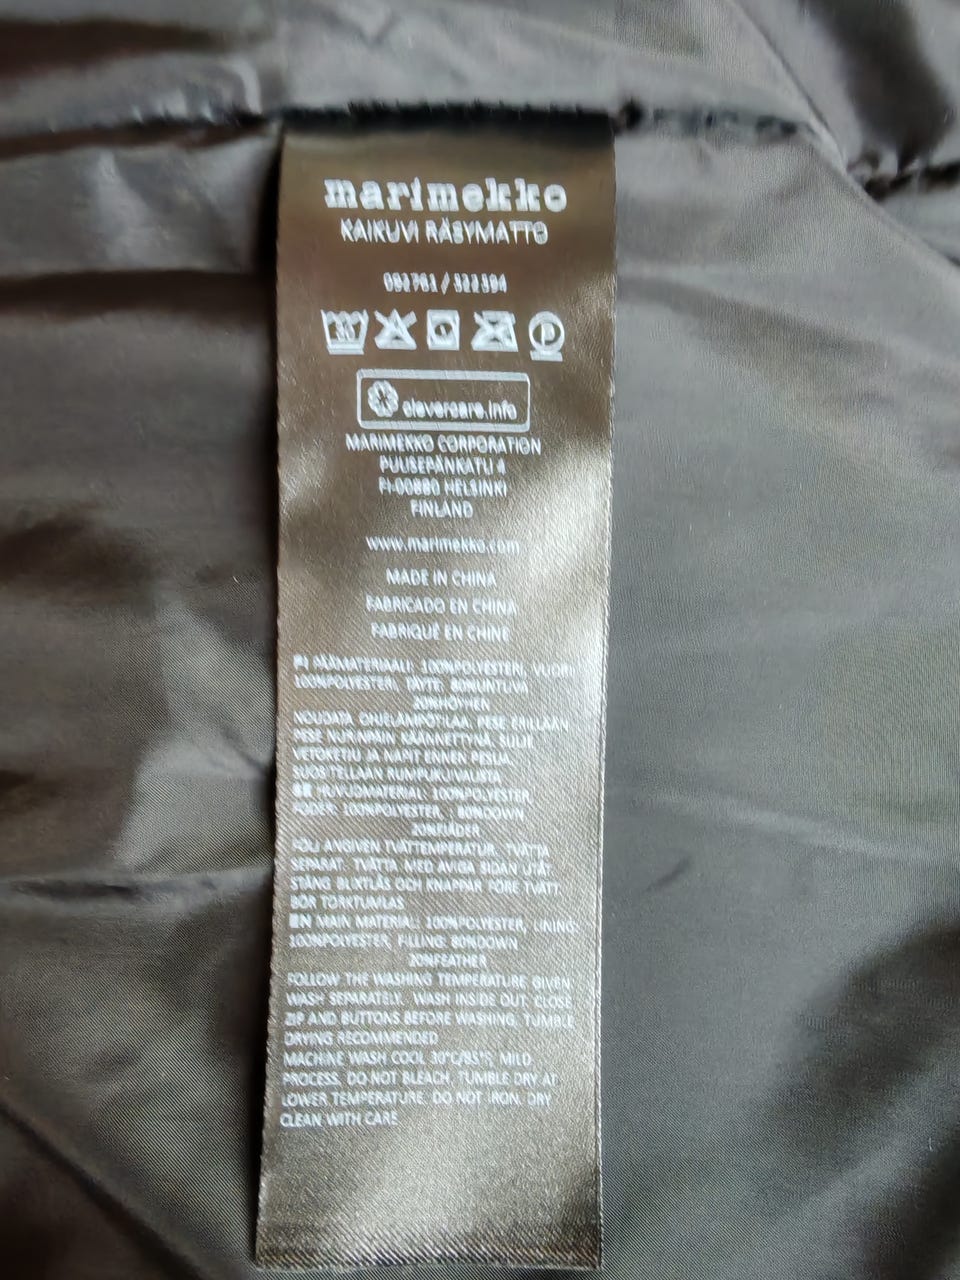 marimekko
KAIKUVI RÄSYMATTO
30
P
clevercare.info
MARIMEKKO CORPORATION
PUUSEPÄNKATU 4
FI-00880 HELSINKI
FINLAND
www.marimekko.com
MADE IN CHINA
FABRICADO EN CHINA
FABRIQUÉ EN CHINE
FI PÄÄMATERIAALI: 100%POLYESTERI, VUORI:
100%POLYESTERI, TÄYTE: 80%UNTUVA
20%HÖYHEN
NOUDATA OHJELÄMPÖTILAA, PESE ERILLÄÄN
PESE NURINPÄIN KÄÄNNETTYNÄ, SULJE
VETOKETJU JA NAPIT ENNEN PESUA,
SUOSITELLAAN RUMPUKUIVAUSTA
SE HUVUDMATERIAL: 100%POLYESTER,
FODER: 100%POLYESTER, 80%DOWN
20%FJÄDER
FÖLJ ANGIVEN TVÄTTEMPERATUR, TVÄTTA
SEPARAT, TVÄTTA MED AVIGA SIDAN UTÅT
STÄNG BLIXTLÅS OCH KNAPPAR FÖRE TVÄTT
BÖR TORKTUMLAS
EN MAIN MATERIAL: 100%POLYESTER, LINING:
100%POLYESTER, FILLING: 80%DOWN
20%FEATHER
FOLLOW THE WASHING TEMPERATURE GIVEN
WASH SEPARATELY, WASH INSIDE OUT, CLOSE
ZIP AND BUTTONS BEFORE WASHING, TUMBLE
DRYING RECOMMENDED
MACHINE WASH COOL 30°C/85°F, MILD
PROCESS. DO NOT BLEACH, TUMBLE DRY AT
LOWER TEMPERATURE. DO NOT IRON. DRY
CLEAN WITH CARE